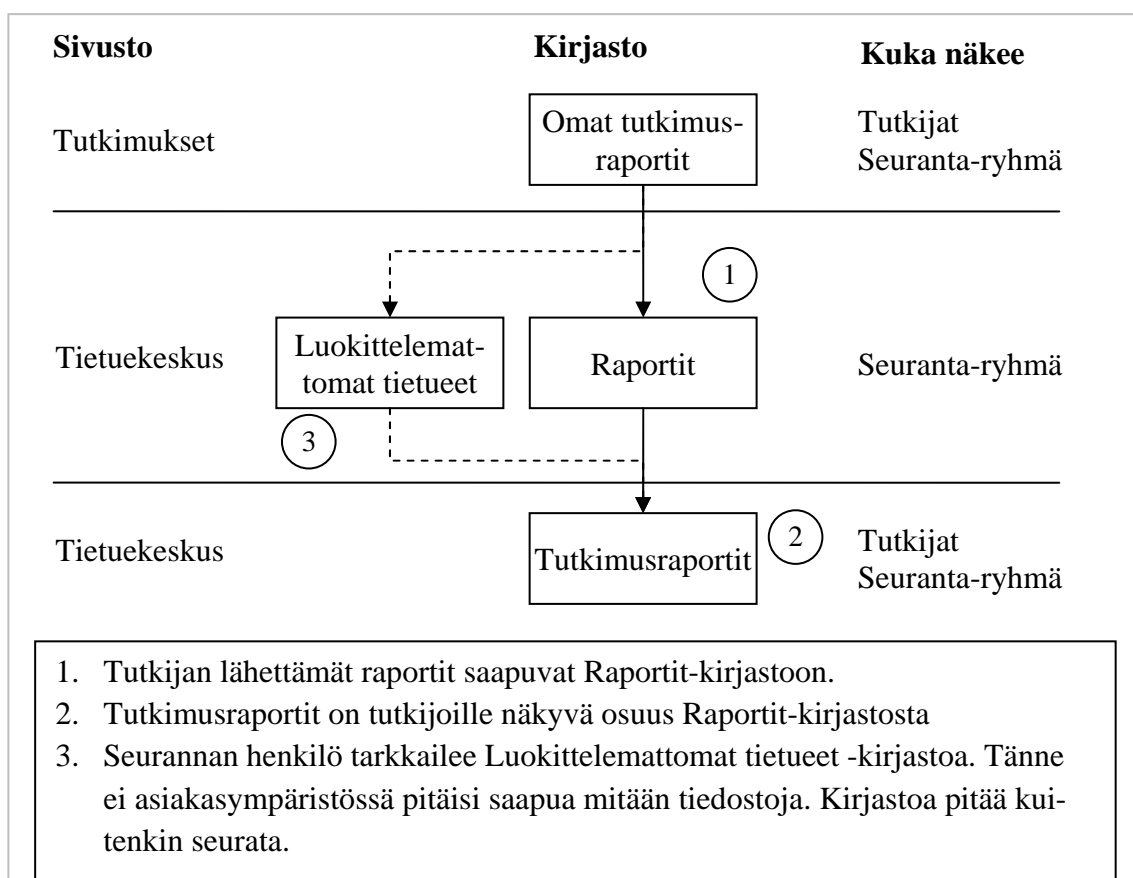 Sivusto
Kirjasto
Kuka näkee
Tutkimukset
Omat tutkimus-
raportit
Tutkijat
Seuranta-ryhmä
1
Tietuekeskus
Luokittelemat-
tomat tietueet
Raportit
Seuranta-ryhmä
3
Tietuekeskus
Tutkimusraportit
2
Tutkijat
Seuranta-ryhmä
1. Tutkijan lähettämät raportit saapuvat Raportit-kirjastoon.
2. Tutkimusraportit on tutkijoille näkyvä osuus Raportit-kirjastosta
3. Seurannan henkilö tarkkailee Luokittelemattomat tietueet -kirjastoa. Tänne
ei asiakasympäristössä pitäisi saapua mitään tiedostoja. Kirjastoa pitää kui-
tenkin seurata.